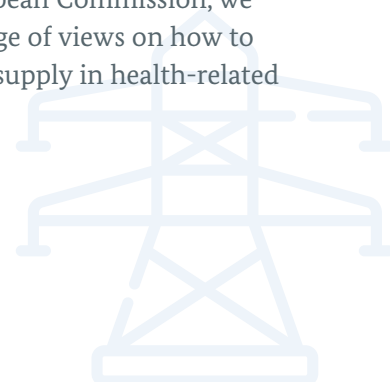 pean Commission, we
ge of views on how to
supply in health-related